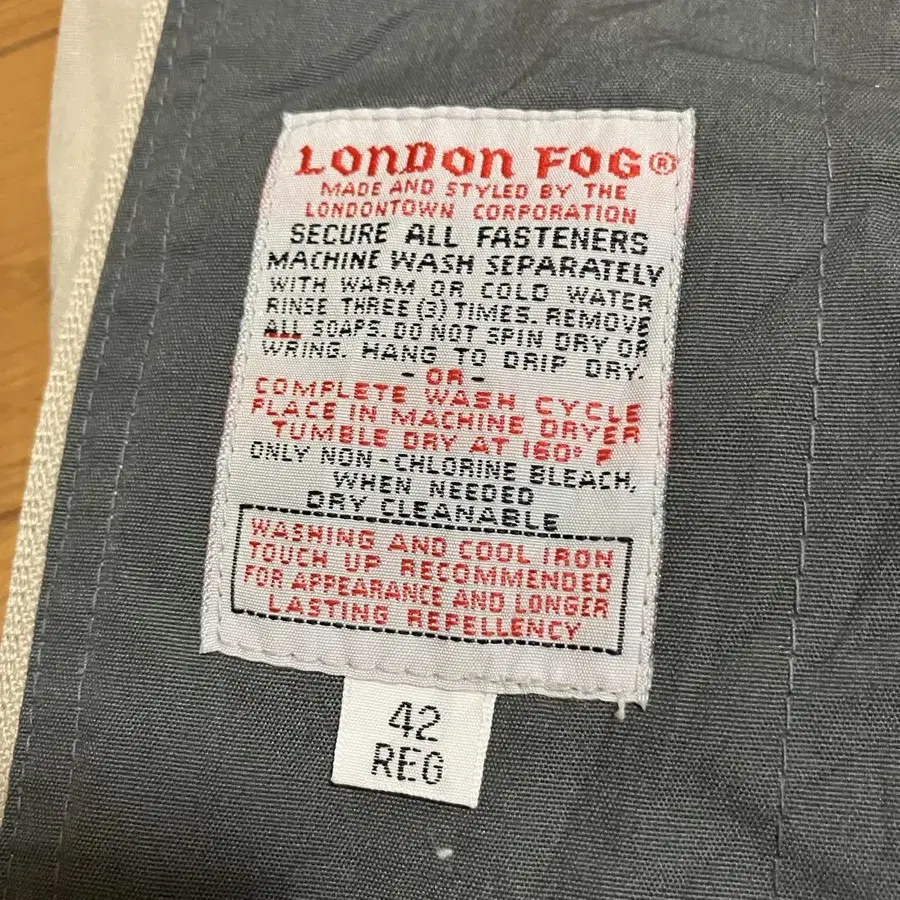 LONDON FOG®
MADE AND STYLED BY THE
LONDONTOWN CORPORATION
SECURE ALL FASTENERS
MACHINE WASH SEPARATELY
WITH WARM OR COLD WATER
RINSE THREE (3) TIMES. REMOVE
ALL SOAPS. DO NOT SPIN DRY OR
WRING. HANG TO DRIP DRY.
- OR -
COMPLETE WASH CYCLE
PLACE IN MACHINE DRYER
TUMBLE DRY AT 160° F
ONLY NON-CHLORINE BLEACH,
WHEN NEEDED
DRY CLEANABLE
WASHING AND COOL IRON
TOUCH UP RECOMMENDED
FOR APPEARANCE AND LONGER
LASTING REPELLENCY
42
REG